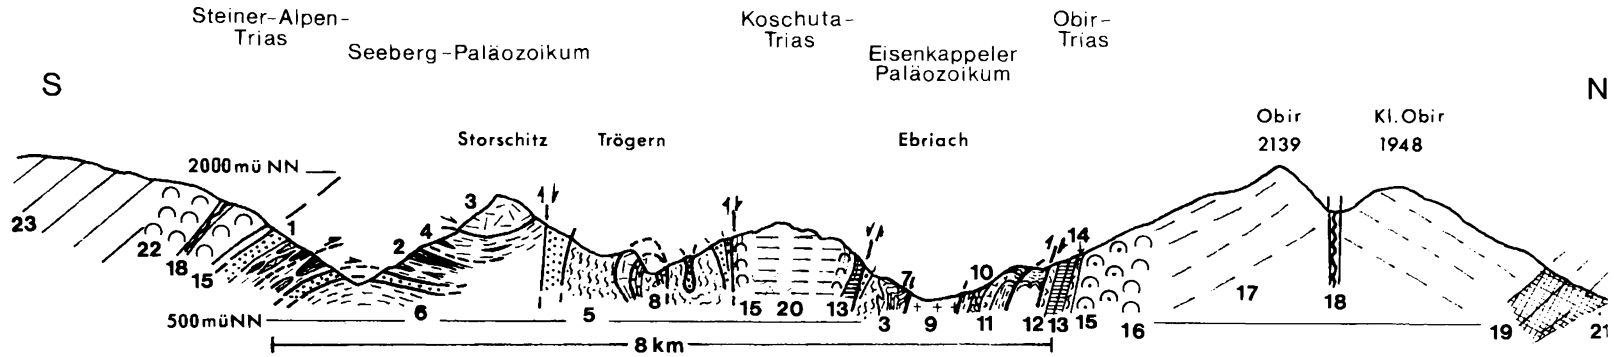 Steiner-Alpen-
Trias
Seeberg-Paläozoikum
Koschuta-
Trias
Eisenkappeler
Paläozoikum
Obir-
Trias
S
N
Storschitz
Trögern
Ebriach
Obir
2139
Kl.Obir
1948
2000mü NN
23
22
18
15
1
2
4
3
6
5
8
15
20
13
3
7
9
10
11
12
13
14
15
16
17
18
19
21
500müNN
8 km